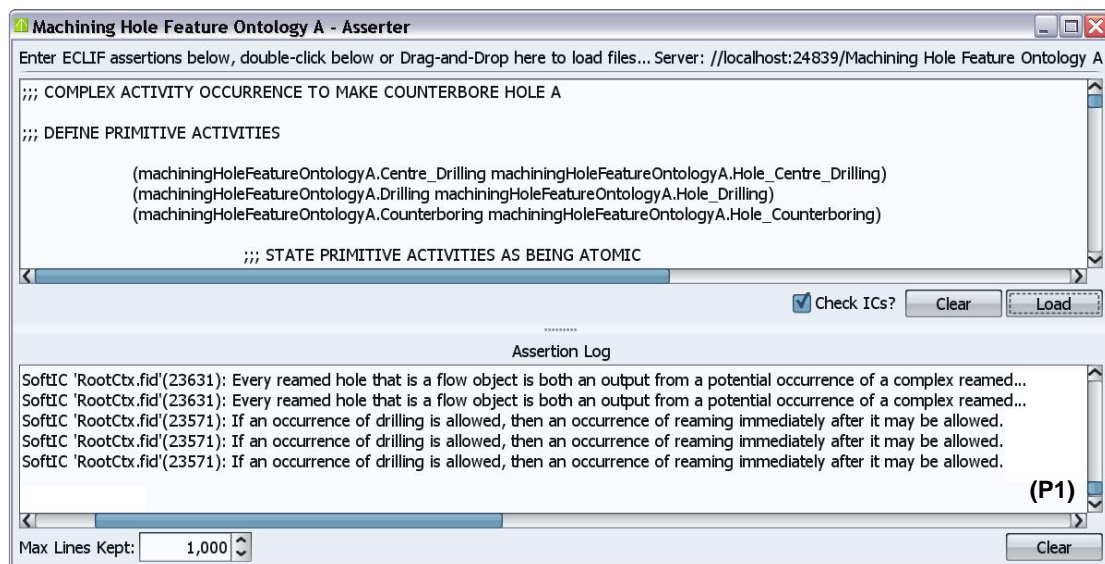 Machining Hole Feature Ontology A - Asserter
Enter ECLIF assertions below, double-click below or Drag-and-Drop here to load files... Server: //localhost:24839/Machining Hole Feature Ontology A
;;; COMPLEX ACTIVITY OCCURRENCE TO MAKE COUNTERBORE HOLE A
;;; DEFINE PRIMITIVE ACTIVITIES
(machiningHoleFeatureOntologyA.Centre_Drilling machiningHoleFeatureOntologyA.Hole_Centre_Drilling)
(machiningHoleFeatureOntologyA.Drilling machiningHoleFeatureOntologyA.Hole_Drilling)
(machiningHoleFeatureOntologyA.Counterboring machiningHoleFeatureOntologyA.Hole_Counterboring)
;;; STATE PRIMITIVE ACTIVITIES AS BEING ATOMIC
Check ICs? Clear Load
Assertion Log
SoftIC 'RootCtx.fid'(23631): Every reamed hole that is a flow object is both an output from a potential occurrence of a complex reamed...
SoftIC 'RootCtx.fid'(23631): Every reamed hole that is a flow object is both an output from a potential occurrence of a complex reamed...
SoftIC 'RootCtx.fid'(23571): If an occurrence of drilling is allowed, then an occurrence of reaming immediately after it may be allowed.
SoftIC 'RootCtx.fid'(23571): If an occurrence of drilling is allowed, then an occurrence of reaming immediately after it may be allowed.
SoftIC 'RootCtx.fid'(23571): If an occurrence of drilling is allowed, then an occurrence of reaming immediately after it may be allowed.
(P1)
Max Lines Kept: 1,000 Clear